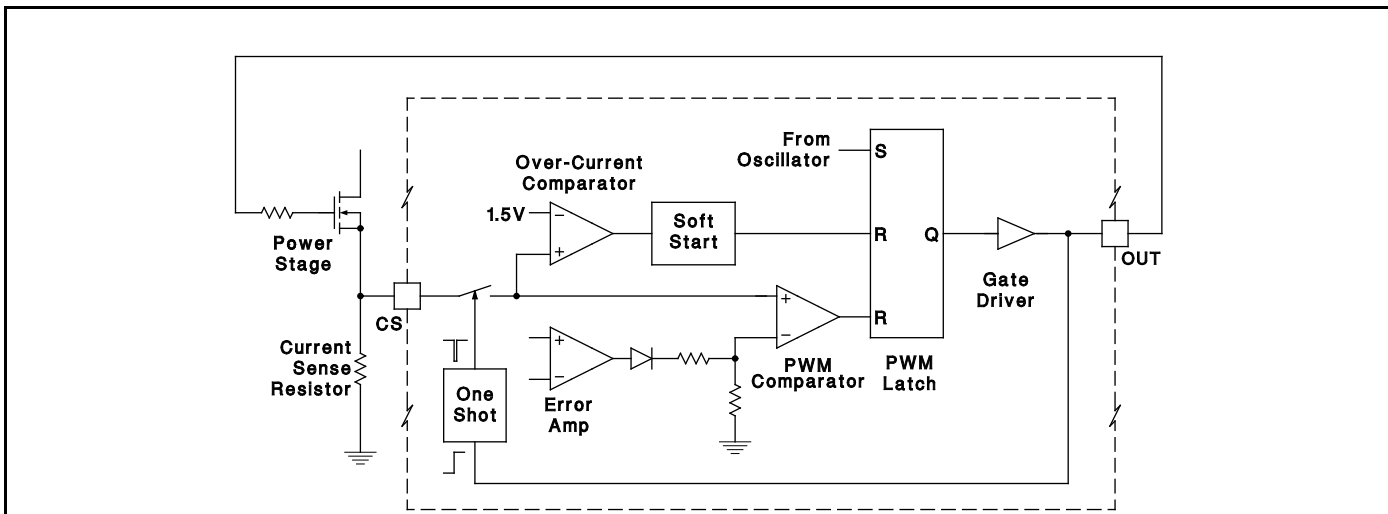 From
Oscillator
S
Over-Current
Comparator
1.5V
−
+
Soft
Start
R
Q
OUT
Gate
Driver
Power
Stage
CS
+
−
R
PWM
Comparator
PWM
Latch
Current
Sense
Resistor
One
Shot
+
−
Error
Amp